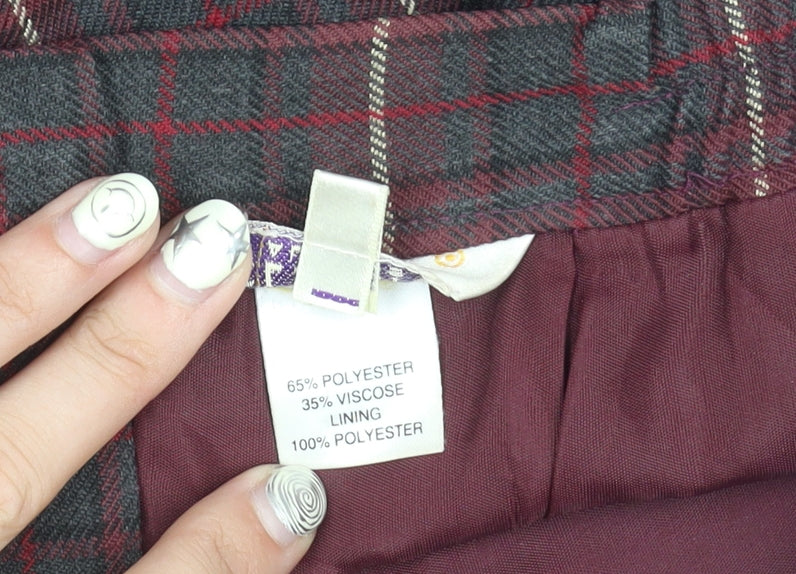 65% POLYESTER
35% VISCOSE
LINING
100% POLYESTER